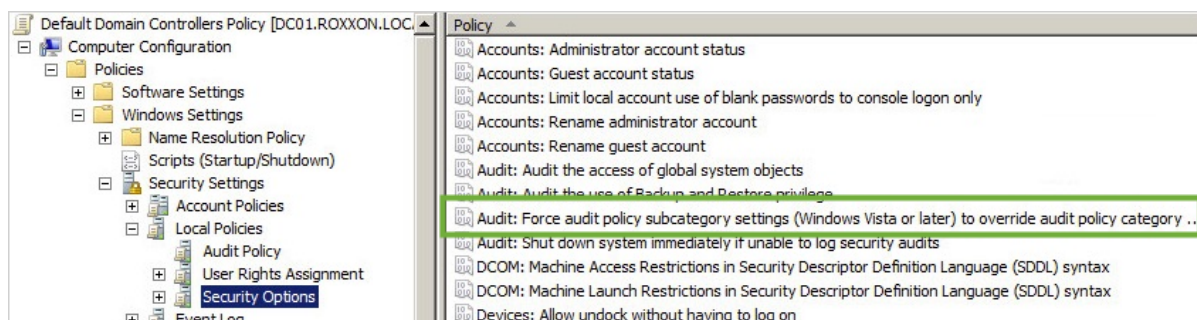 Default Domain Controllers Policy [DC01.ROXXON.LOC
Computer Configuration
Policies
Software Settings
Windows Settings
Name Resolution Policy
Scripts (Startup/Shutdown)
Security Settings
Account Policies
Local Policies
Audit Policy
User Rights Assignment
Security Options
Event Log
Policy
Accounts: Administrator account status
Accounts: Guest account status
Accounts: Limit local account use of blank passwords to console logon only
Accounts: Rename administrator account
Accounts: Rename guest account
Audit: Audit the access of global system objects
Audit: Audit the use of Backup and Restore privilege
Audit: Force audit policy subcategory settings (Windows Vista or later) to override audit policy category ...
Audit: Shut down system immediately if unable to log security audits
DCOM: Machine Access Restrictions in Security Descriptor Definition Language (SDDL) syntax
DCOM: Machine Launch Restrictions in Security Descriptor Definition Language (SDDL) syntax
Devices: Allow undock without having to log on